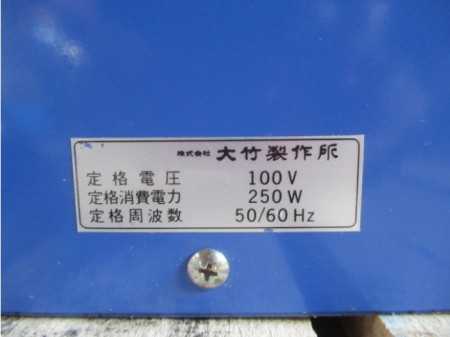 株式会社 大竹製作所
定格電圧 100V
定格消費電力 250W
定格周波数 50/60Hz